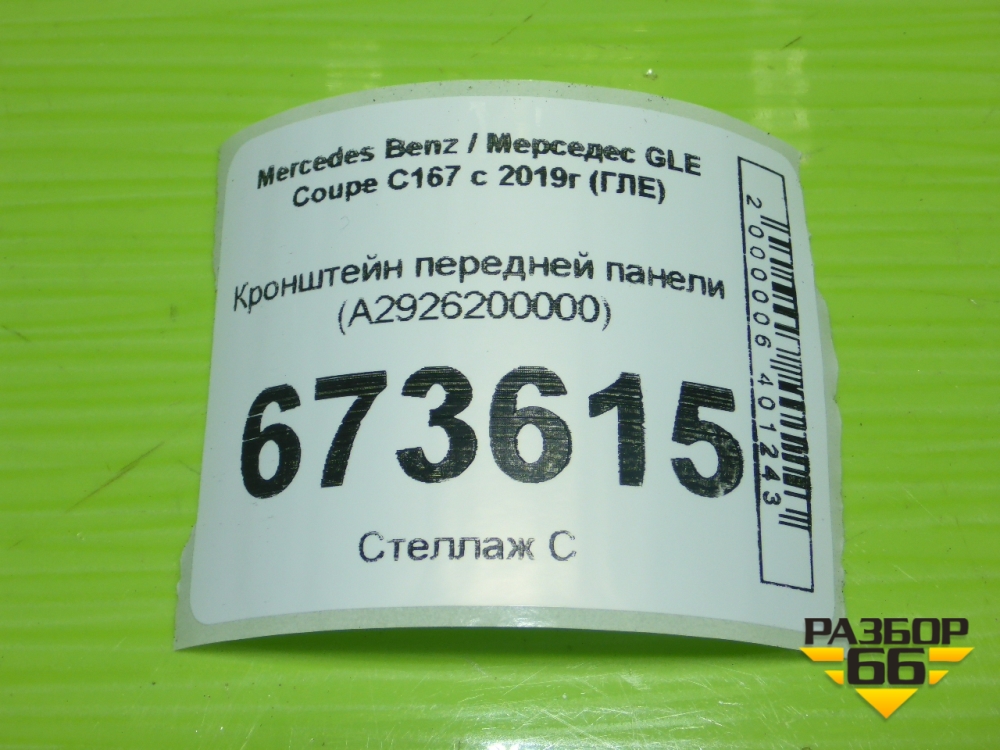 Mercedes Benz / Мерседес GLE
Coupe C167 с 2019г (ГЛЕ)
Кронштейн передней панели
(A2926200000)
673615
Стеллаж С
2000006401243
РАЗБОР
66